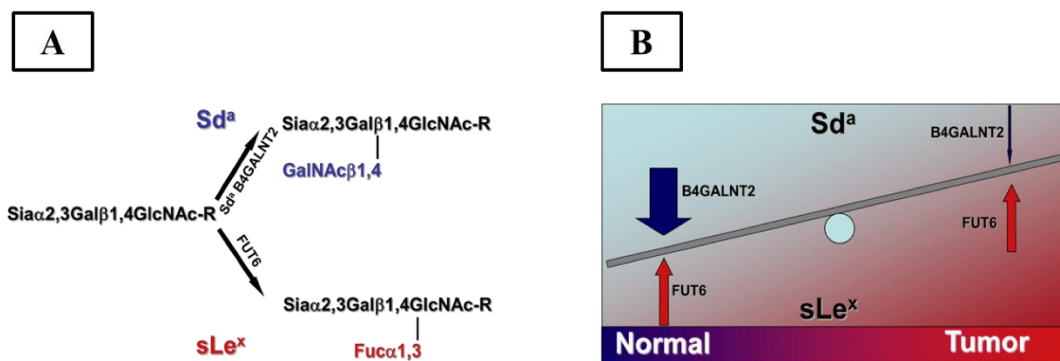 A
B
Sdᵃ
Siaα2,3Galβ1,4GlcNAc-R
GalNAcβ1,4
Sdᵃ B4GALNT2
Siaα2,3Galβ1,4GlcNAc-R
FUT6
Siaα2,3Galβ1,4GlcNAc-R
sLeˣ
Fucα1,3
Sdᵃ
B4GALNT2
B4GALNT2
FUT6
FUT6
sLeˣ
Normal
Tumor